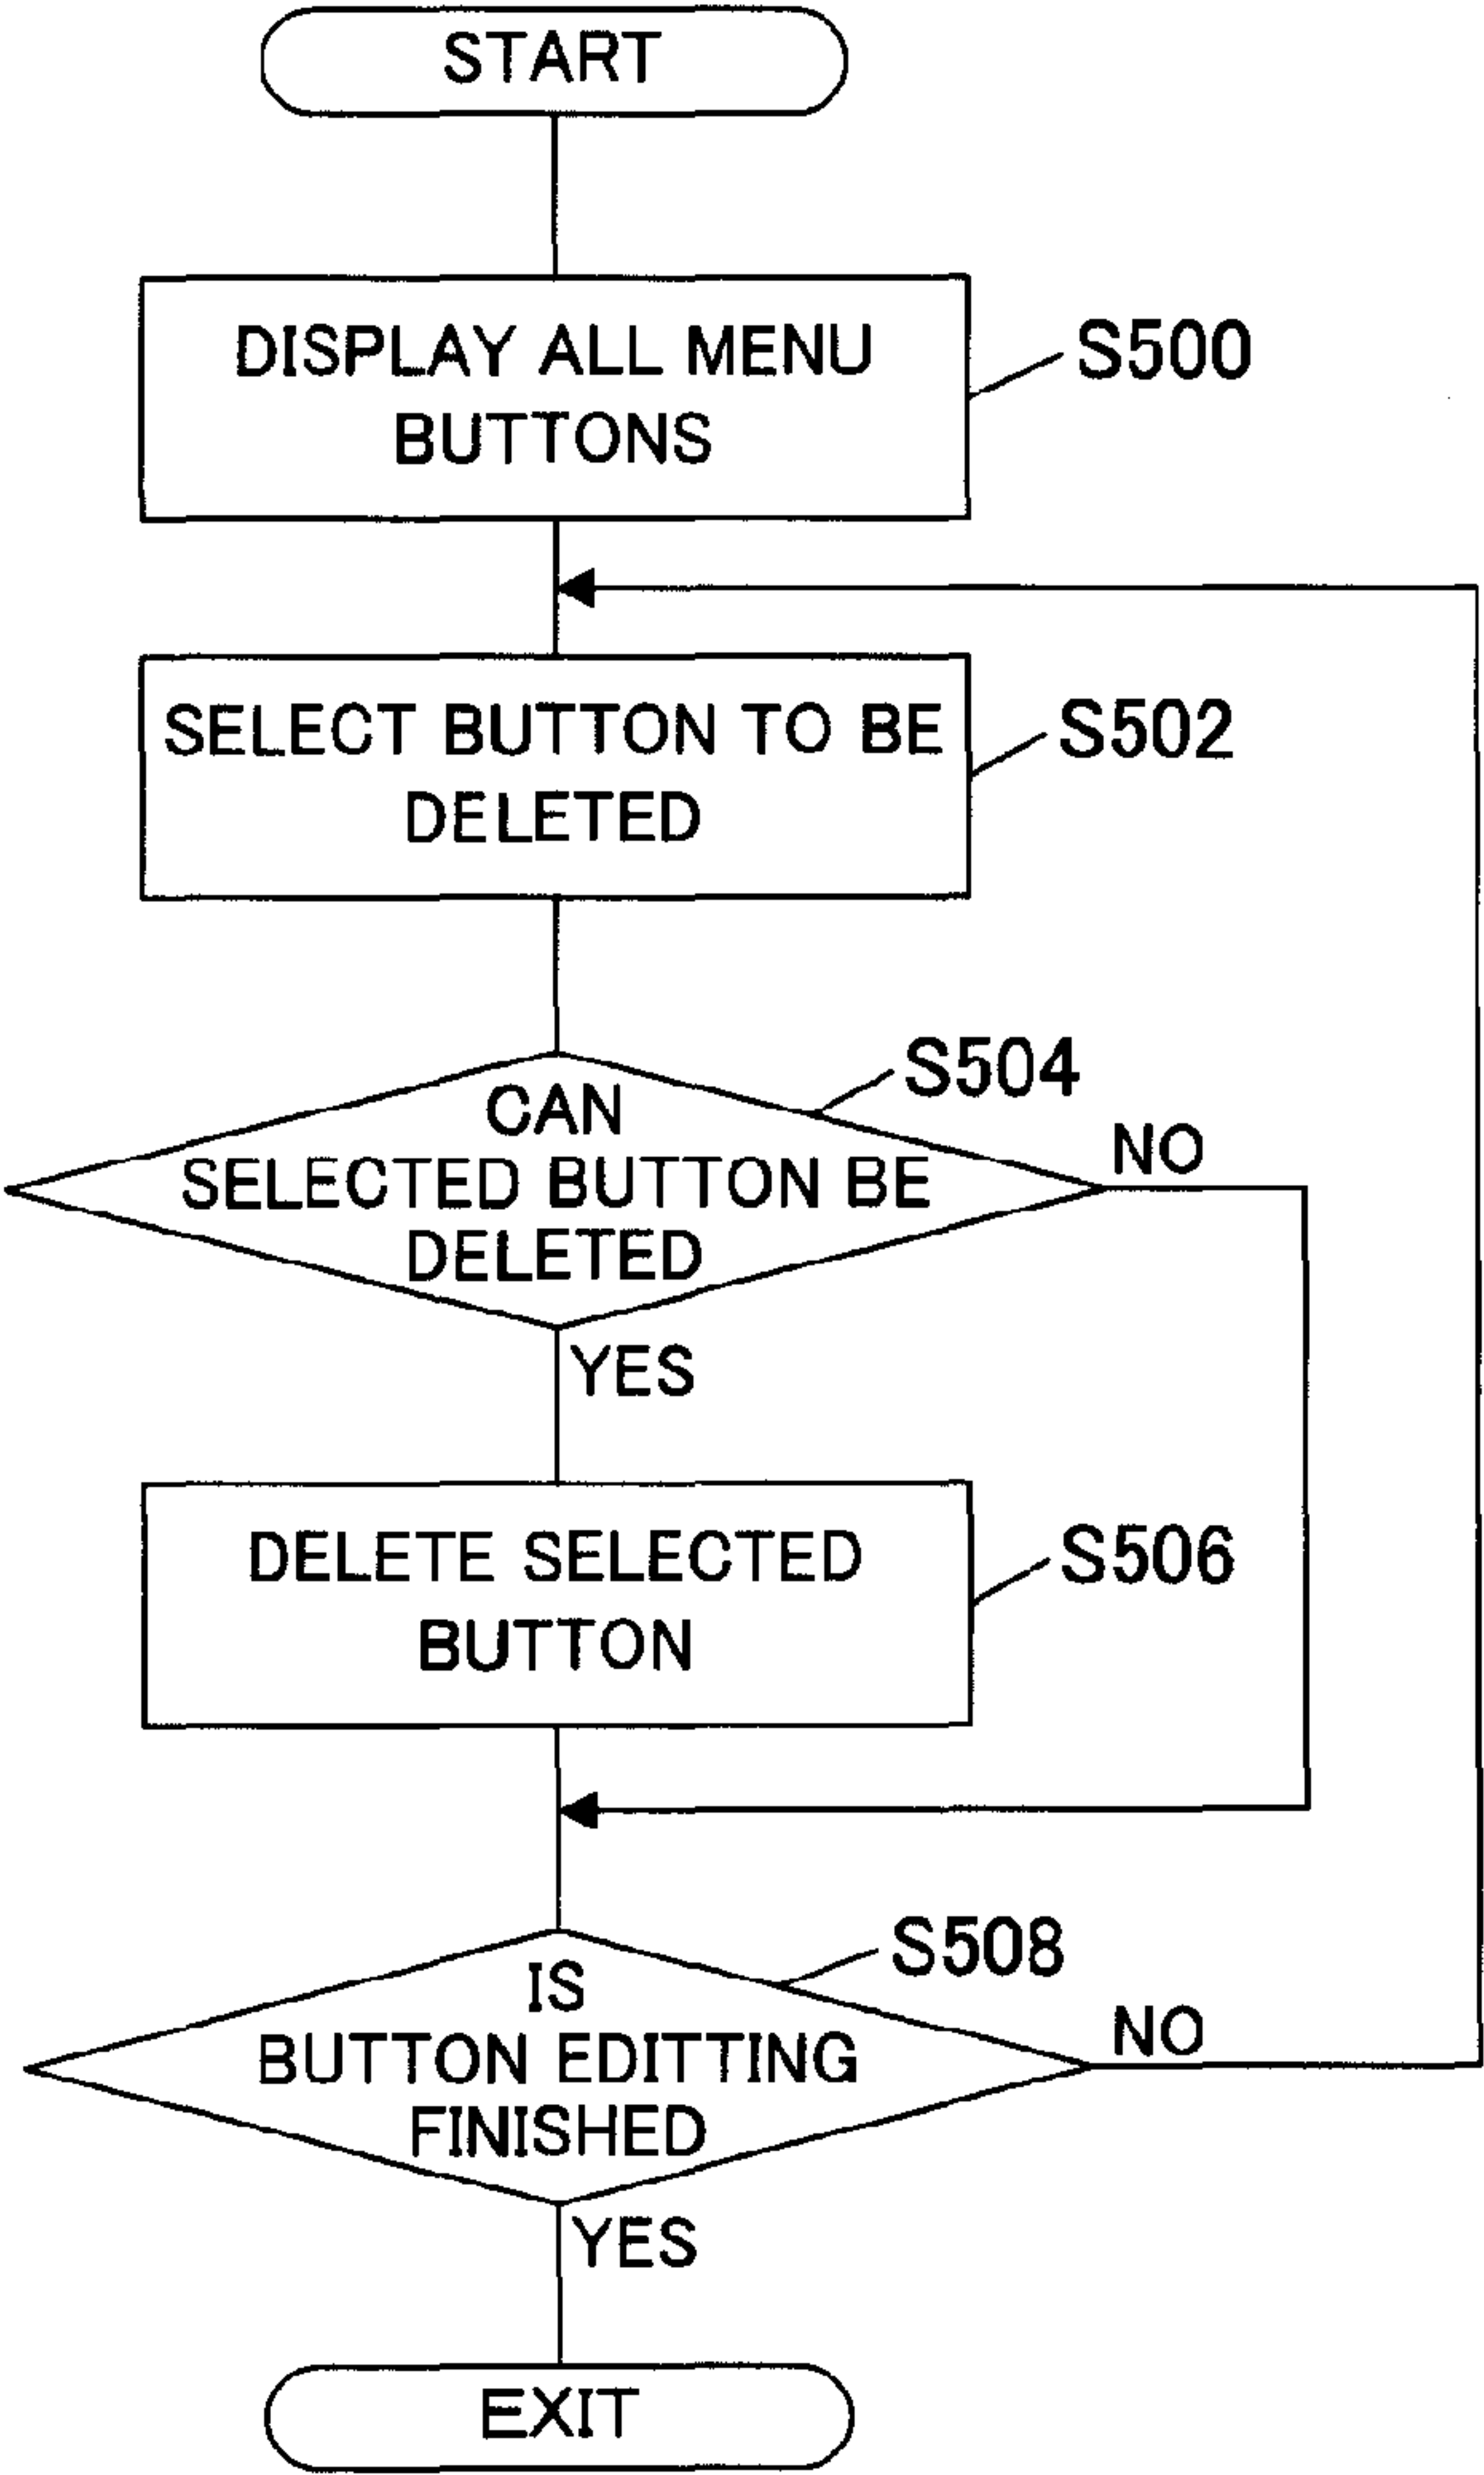 START
DISPLAY ALL MENU
BUTTONS
S500
SELECT BUTTON TO BE
DELETED
S502
S504
CAN
SELECTED BUTTON BE
DELETED
NO
YES
DELETE SELECTED
BUTTON
S506
S508
IS
BUTTON EDITTING
FINISHED
NO
YES
EXIT